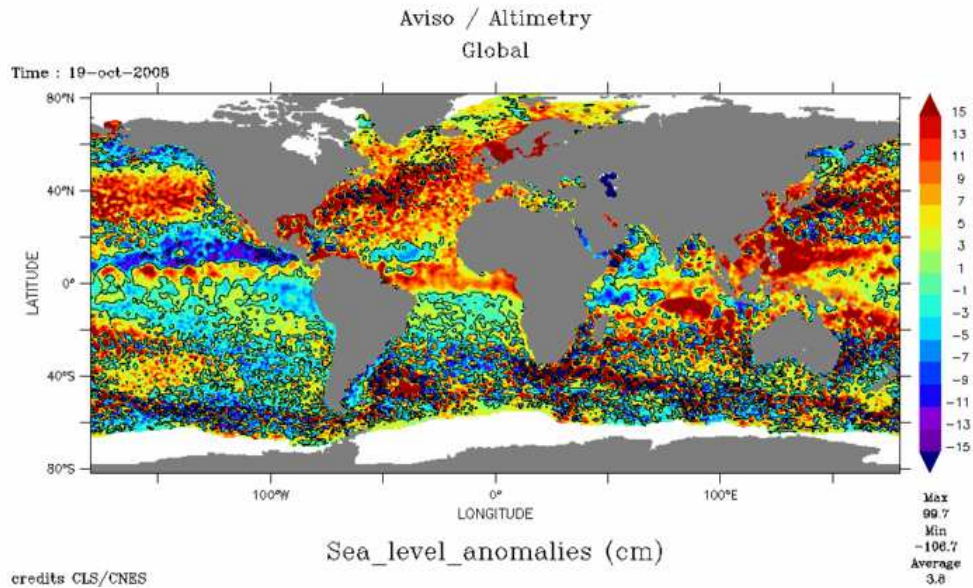 Aviso / Altimetry
Global
Time : 19-oct-2008
80°N
40°N
0°
40°S
80°S
LATITUDE
100°W
0°
100°E
LONGITUDE
15
13
11
9
7
5
3
1
-1
-3
-5
-7
-9
-11
-13
-15
Max
99.7
Min
-106.7
Average
3.8
Sea_level_anomalies (cm)
credits CLS/CNES